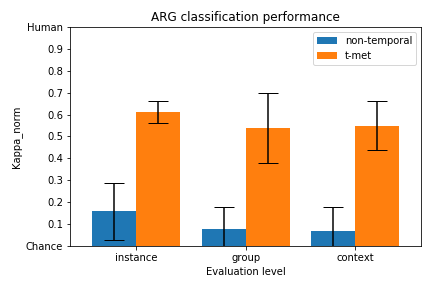 ARG classification performance
Human
0.9
0.8
0.7
0.6
0.5
0.4
0.3
0.2
0.1
Chance
Kappa_norm
non-temporal
t-met
instance
group
context
Evaluation level